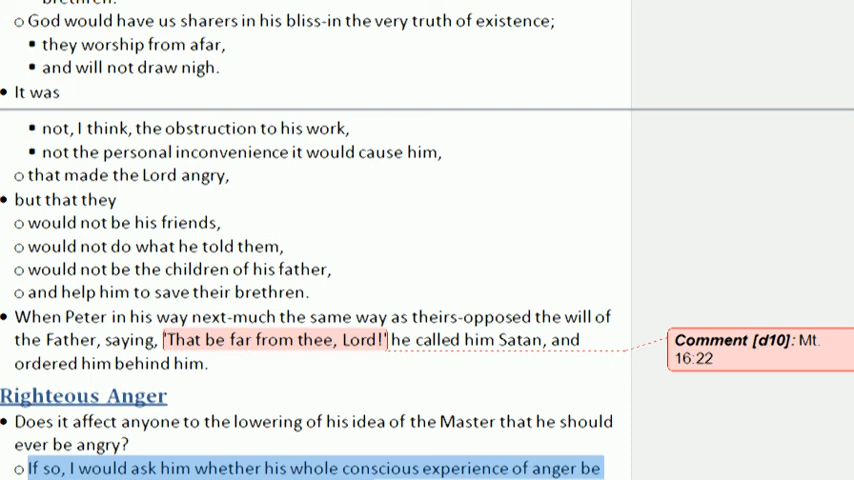 brethren.
o God would have us sharers in his bliss-in the very truth of existence;
▪ they worship from afar,
▪ and will not draw nigh.
• It was
▪ not, I think, the obstruction to his work,
▪ not the personal inconvenience it would cause him,
o that made the Lord angry,
• but that they
o would not be his friends,
o would not do what he told them,
o would not be the children of his father,
o and help him to save their brethren.
• When Peter in his way next-much the same way as theirs-opposed the will of
the Father, saying, 'That be far from thee, Lord!' he called him Satan, and
ordered him behind him.
Comment [d10]: Mt.
16:22
Righteous Anger
• Does it affect anyone to the lowering of his idea of the Master that he should
ever be angry?
o If so, I would ask him whether his whole conscious experience of anger be